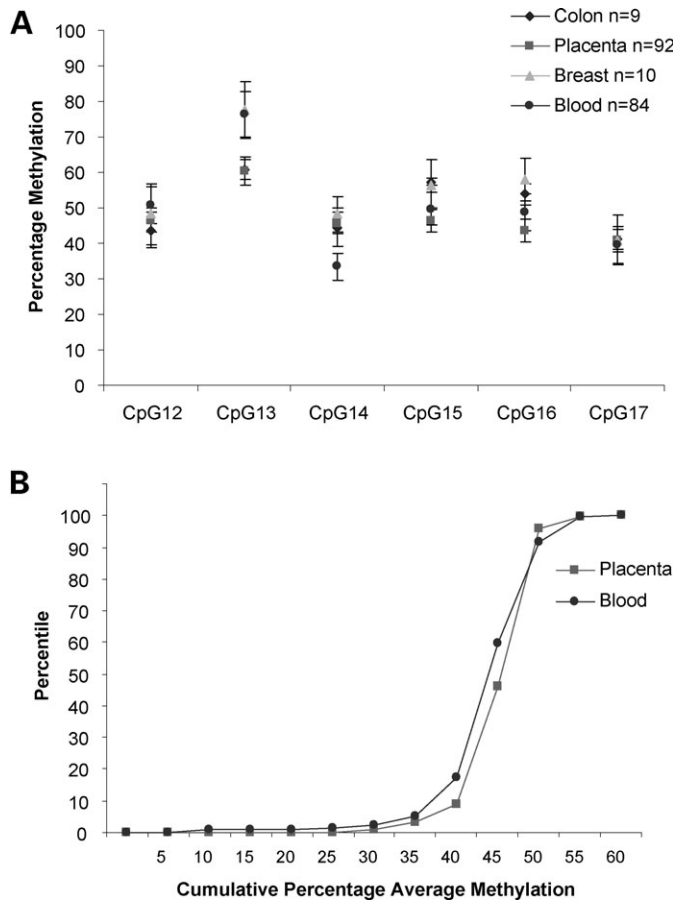 A
Colon n=9
Placenta n=92
Breast n=10
Blood n=84
Percentage Methylation
100
90
80
70
60
50
40
30
20
10
0
CpG12 CpG13 CpG14 CpG15 CpG16 CpG17
B
Percentile
100
90
80
70
60
50
40
30
20
10
0
Placenta
Blood
5 10 15 20 25 30 35 40 45 50 55 60
Cumulative Percentage Average Methylation